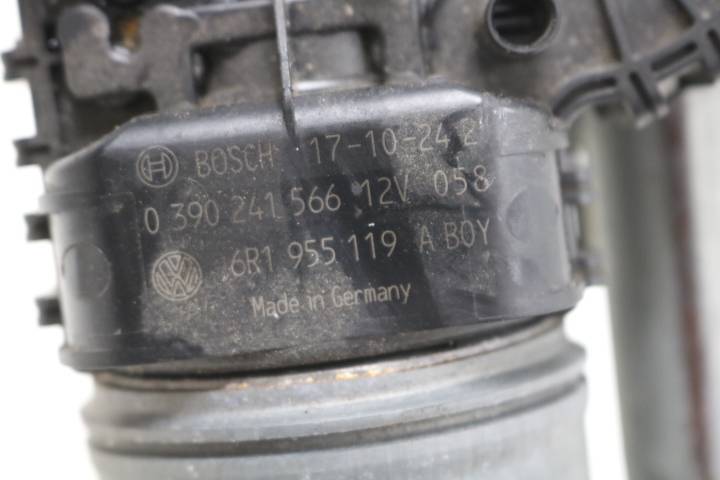 BOSCH 17-10-24 2
0 390 241 566 12V 058
6R1 955 119 A BOY
Made in Germany